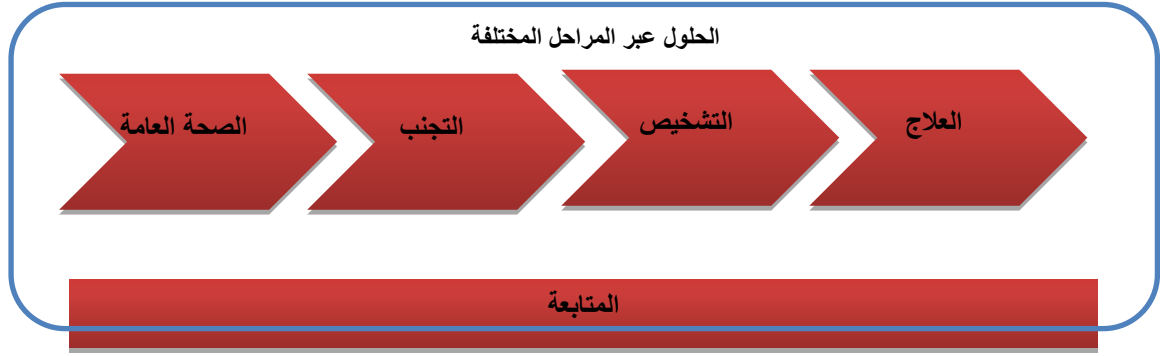 الحلول عبر المراحل المختلفة
الصحة العامة
التجنب
التشخيص
العلاج
المتابعة